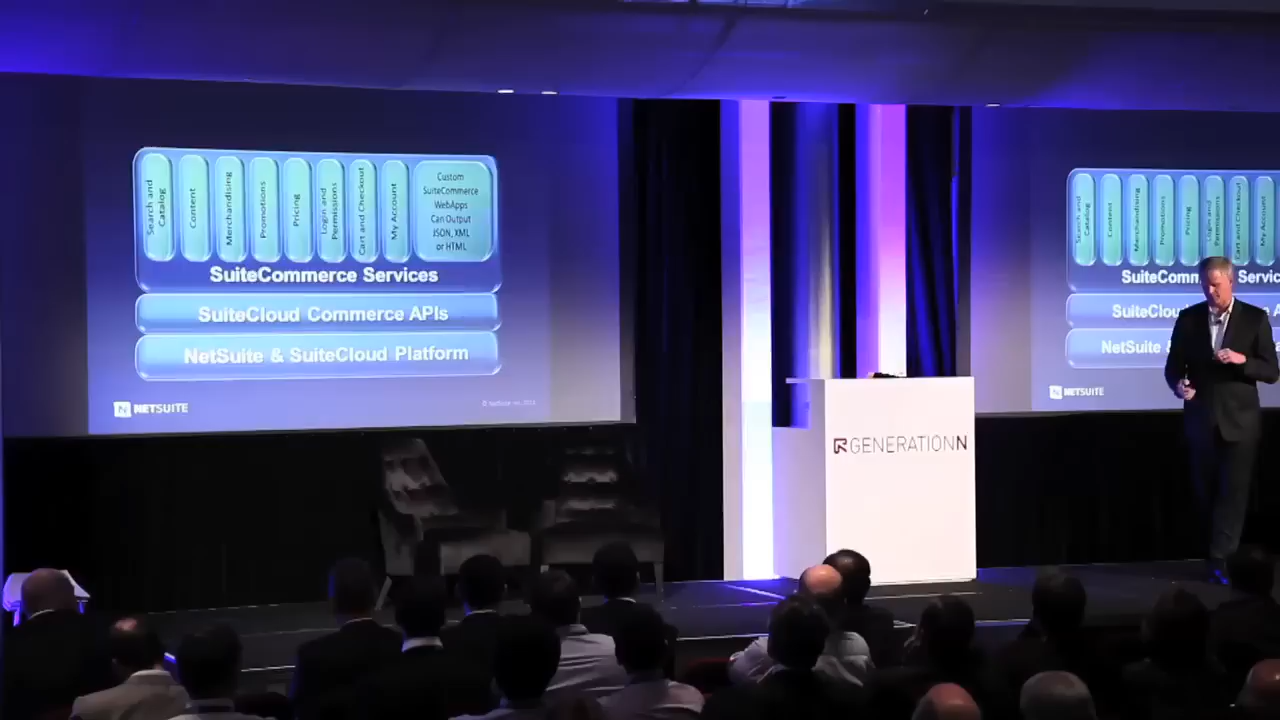 Search and
Catalog
Content
Merchandising
Promotions
Pricing
Login and
Permissions
Cart and Checkout
My Account
Custom
SuiteCommerce
WebApps
Can Output
JSON, XML
or HTML
SuiteCommerce Services
SuiteCloud Commerce APIs
NetSuite & SuiteCloud Platform
N NETSUITE
GENERATIONN
Search and
Catalog
Content
Merchandising
Promotions
Pricing
Login and
Permissions
Cart and Checkout
My Account
SuiteComm Servic
SuiteClou
NetSuite &
N NETSUITE